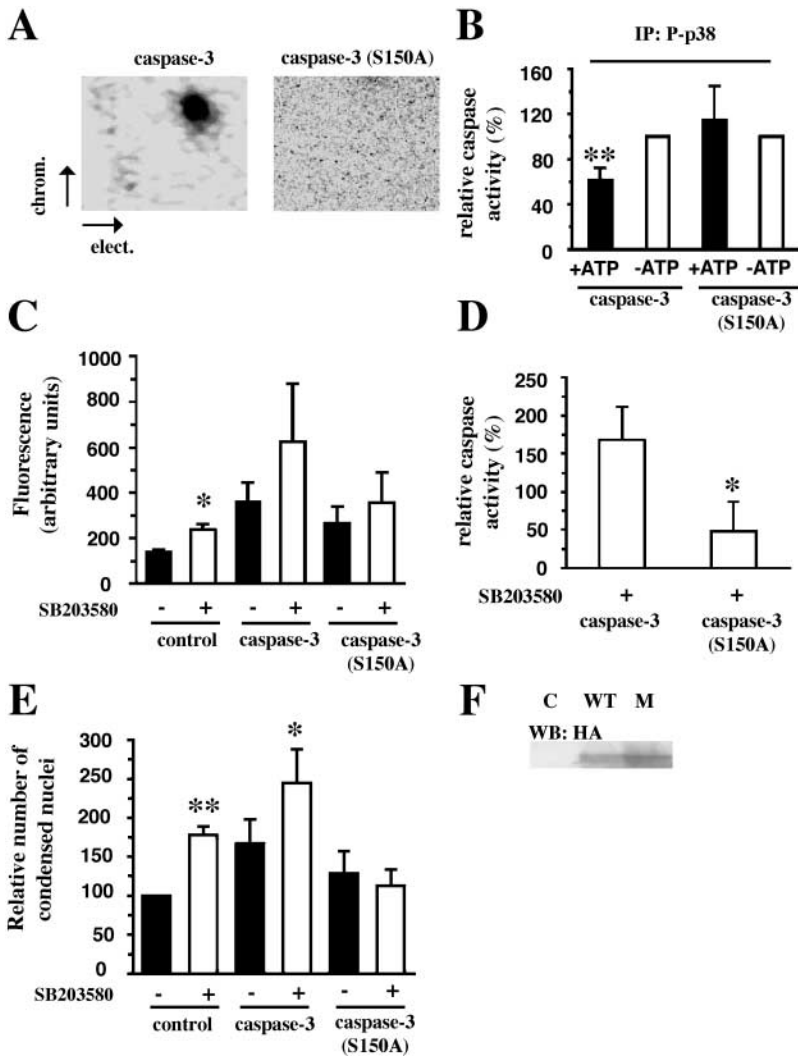 A
caspase-3
caspase-3 (S150A)
chrom.
elect.
B
IP: P-p38
relative caspase
activity (%)
160
120
80
40
0
**
+ATP -ATP +ATP -ATP
caspase-3
caspase-3
(S150A)
C
Fluorescence
(arbitrary units)
1000
800
600
400
200
0
*
SB203580 - + - + - +
control
caspase-3
caspase-3
(S150A)
D
relative caspase
activity (%)
250
200
150
100
50
0
*
SB203580 + +
caspase-3
caspase-3
(S150A)
E
Relative number of
condensed nuclei
300
250
200
150
100
50
0
**
*
SB203580 - + - + - +
control
caspase-3
caspase-3
(S150A)
F
C WT M
WB: HA